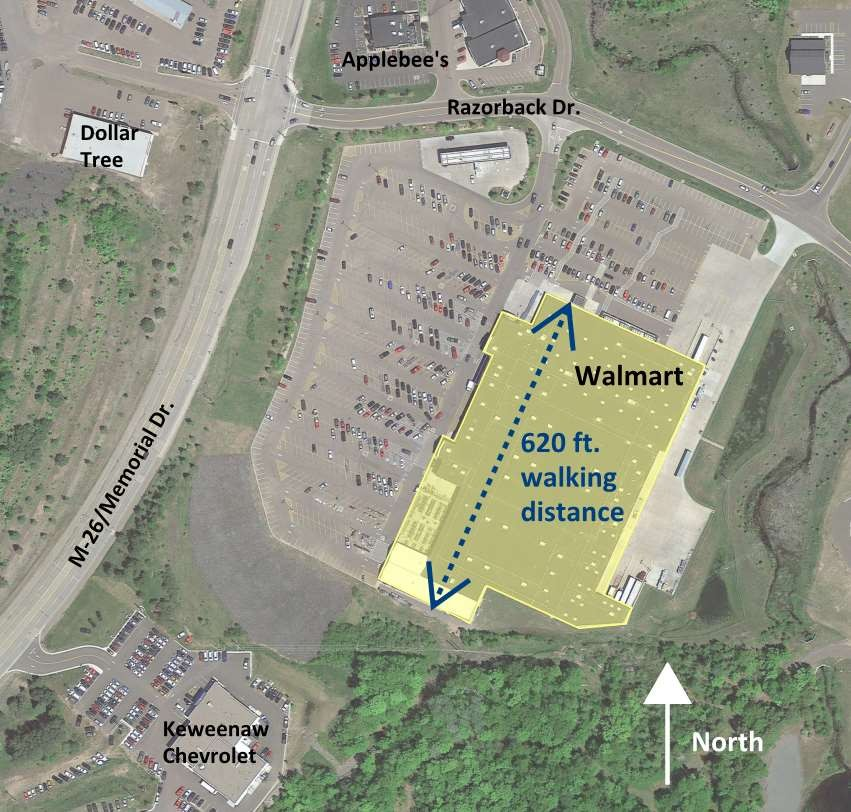 Applebee's
Razorback Dr.
Dollar
Tree
Walmart
620 ft.
walking
distance
M-26/Memorial Dr.
Keweenaw
Chevrolet
North